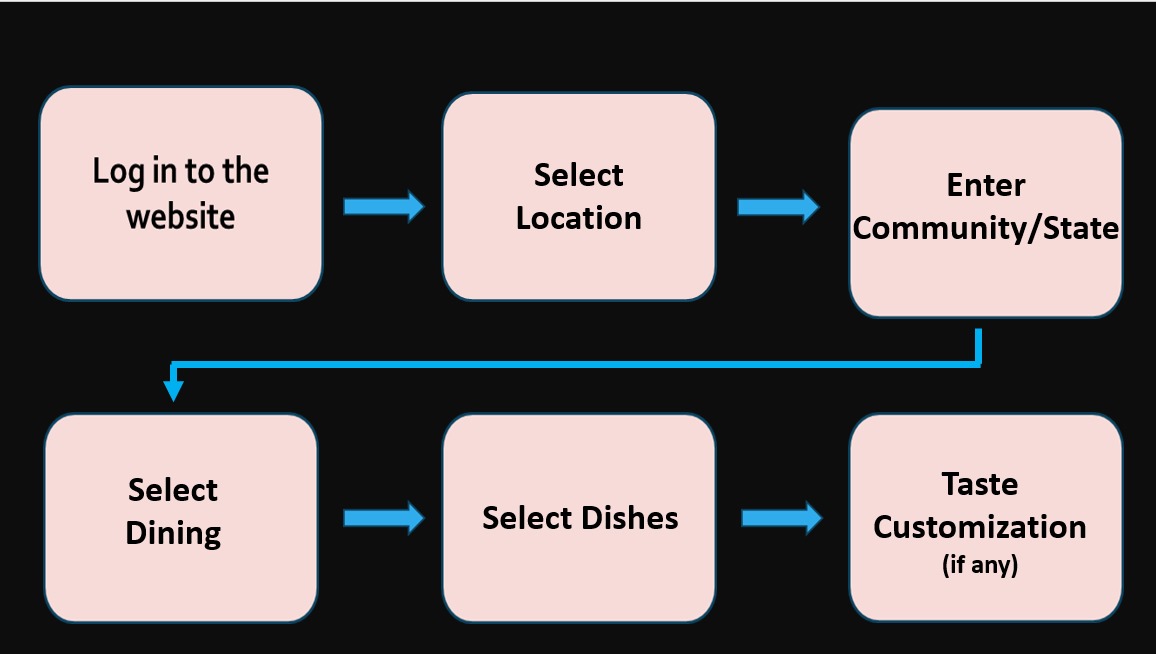 Log in to the
website
Select
Location
Enter
Community/State
Select
Dining
Select Dishes
Taste
Customization
(if any)